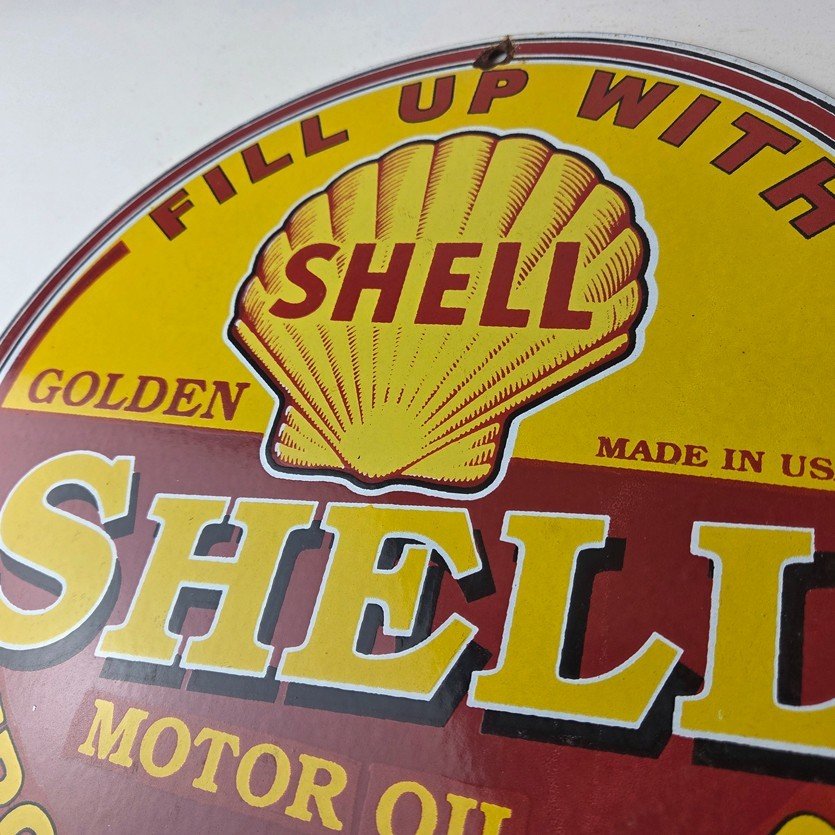 FILL UP WITH
SHELL
GOLDEN
MADE IN US
SHELL
MOTOR OIL